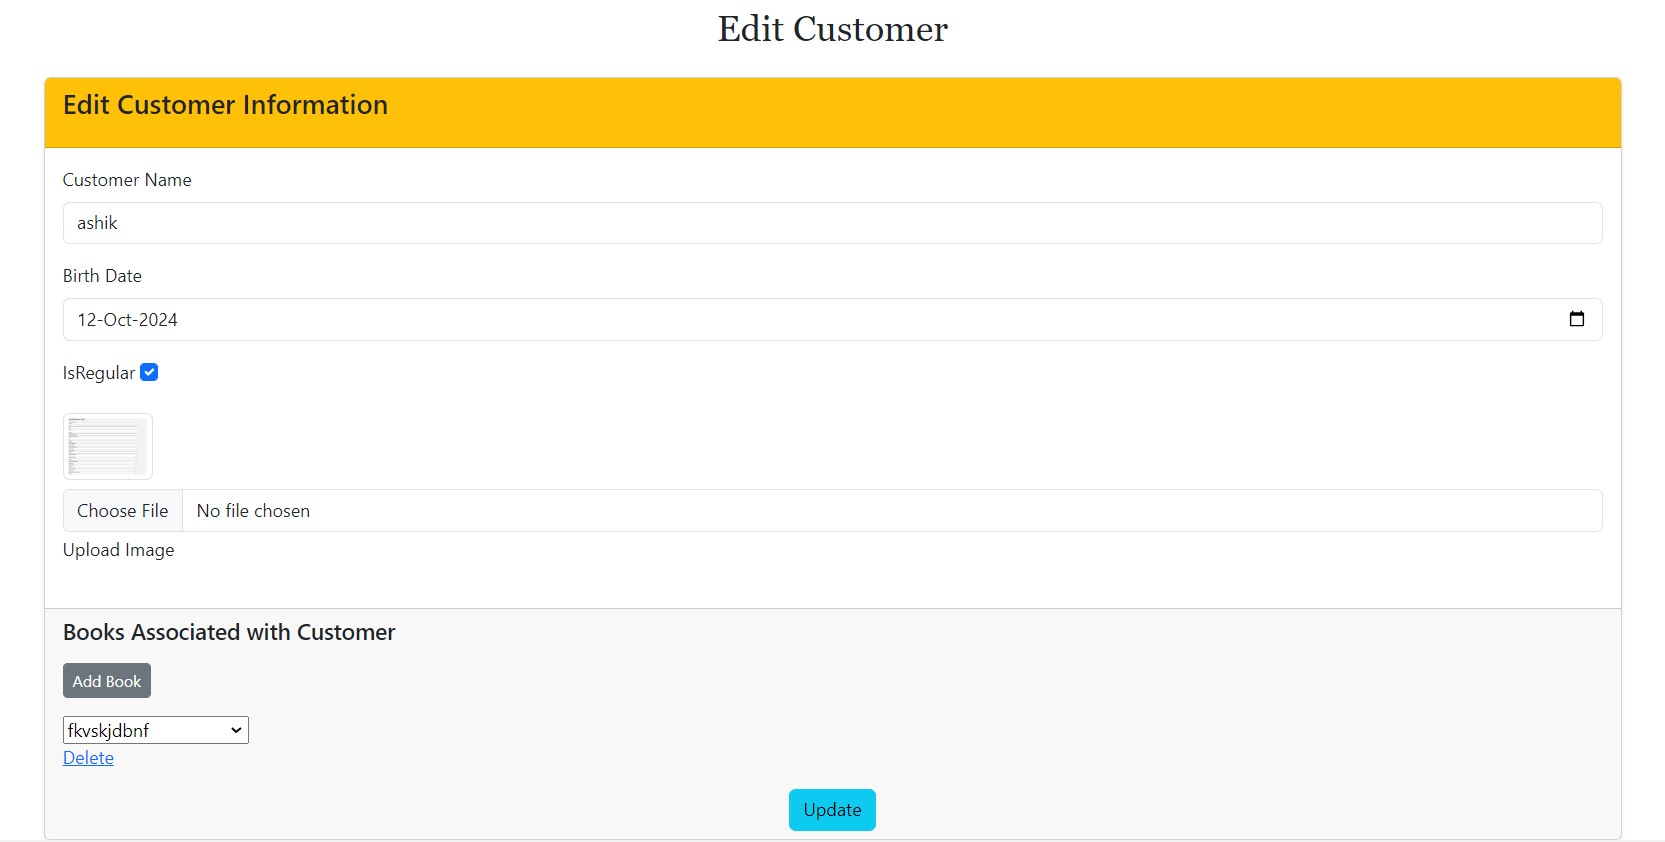 Edit Customer
Edit Customer Information
Customer Name
ashik
Birth Date
12-Oct-2024
IsRegular
Choose File No file chosen
Upload Image
Books Associated with Customer
Add Book
fkvskjdbnf
Delete
Update